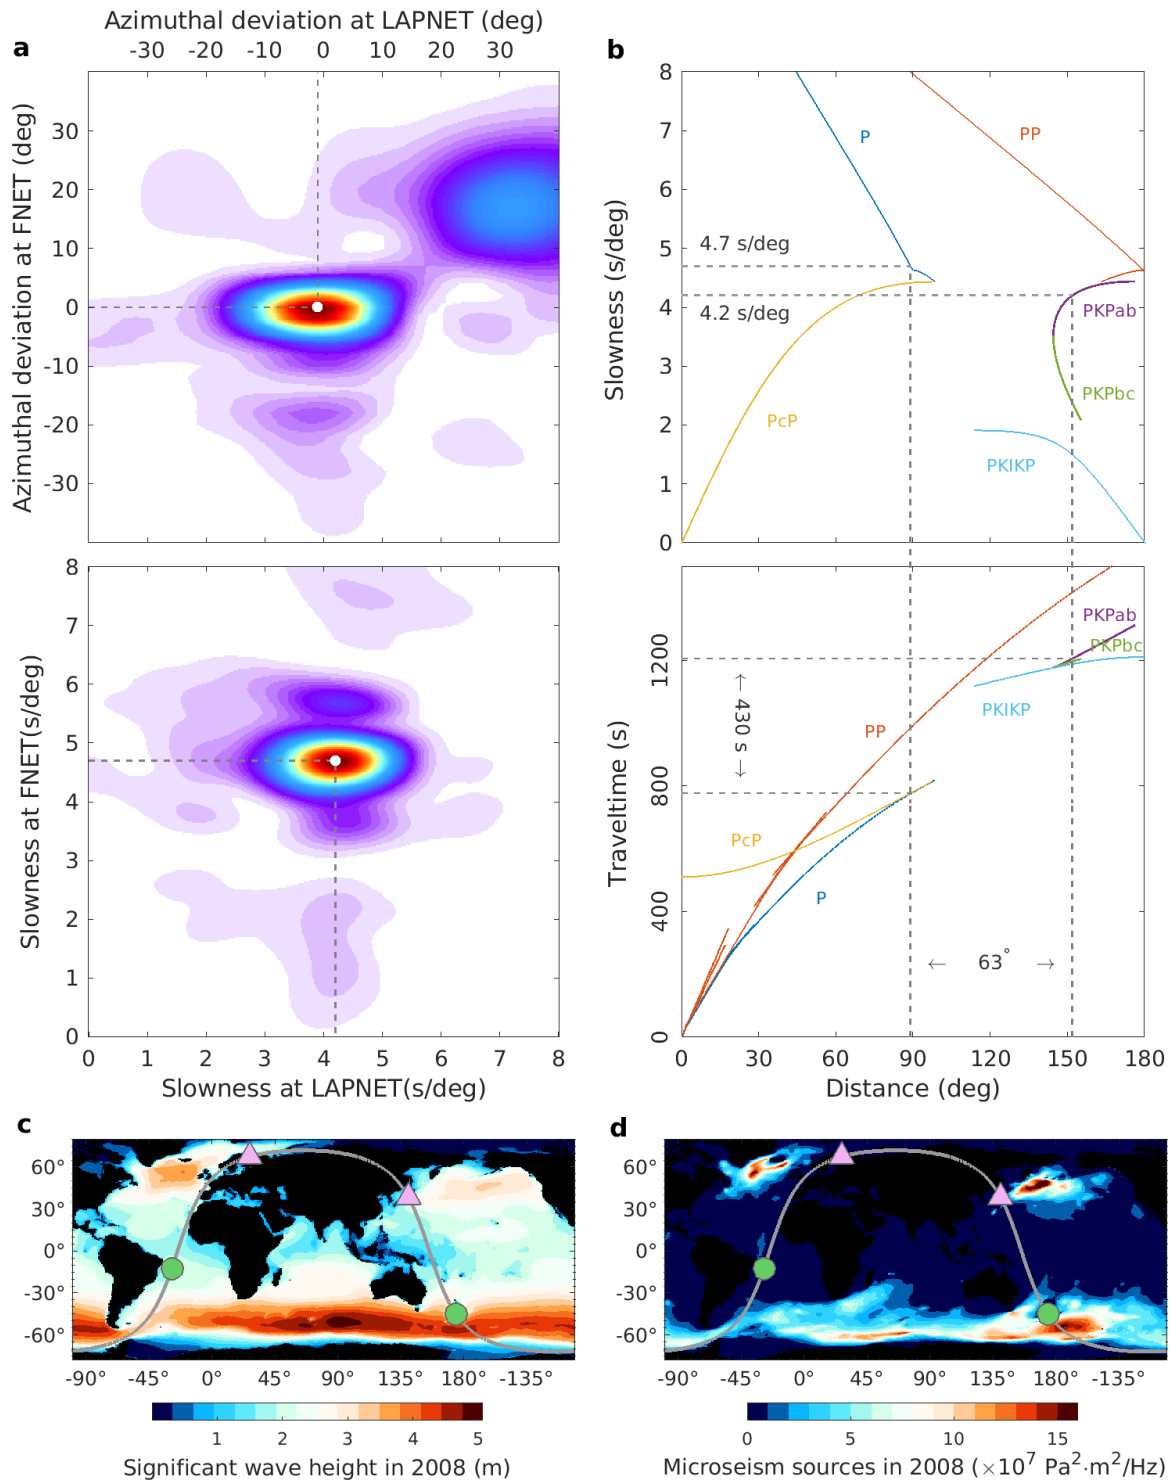 Azimuthal deviation at LAPNET (deg)
a
-30 -20 -10 0 10 20 30
Azimuthal deviation at FNET (deg)
30
20
10
0
-10
-20
-30
b
Slowness (s/deg)
8
7
6
5
4
3
2
1
0
P
PP
4.7 s/deg
4.2 s/deg
PKPab
PKPbc
PcP
PKIKP
Slowness at FNET(s/deg)
8
7
6
5
4
3
2
1
0
0 1 2 3 4 5 6 7 8
Slowness at LAPNET(s/deg)
Traveltime (s)
1200
800
400
0
PKPab
PKPbc
PKIKP
PP
← 430 s →
PcP
P
← 63° →
0 30 60 90 120 150 180
Distance (deg)
c
60°
30°
0°
-30°
-60°
-90° -45° 0° 45° 90° 135° 180° -135°
1 2 3 4 5
Significant wave height in 2008 (m)
d
60°
30°
0°
-30°
-60°
-90° -45° 0° 45° 90° 135° 180° -135°
0 5 10 15
Microseism sources in 2008 (×10⁷ Pa²·m²/Hz)